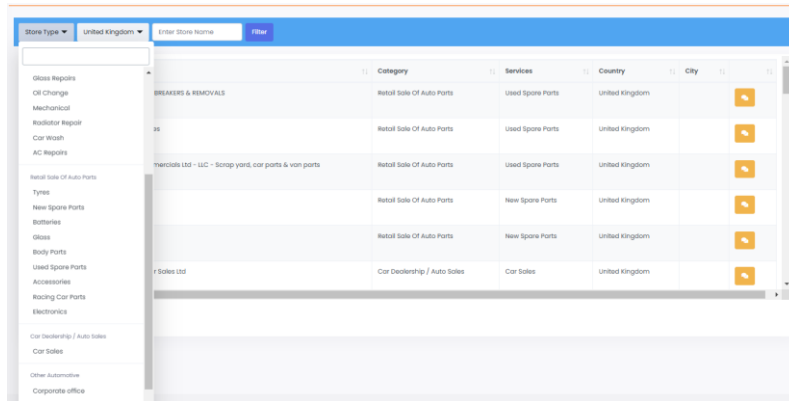 Store Type United Kingdom Enter Store Name Filter
Category Services Country City
Glass Repairs
Oil Change
Mechanical
Radiator Repair
Car Wash
AC Repairs
Retail Sale Of Auto Parts
Tyres
New Spare Parts
Batteries
Glass
Body Parts
Used Spare Parts
Accessories
Racing Car Parts
Electronics
Car Dealership / Auto Sales
Car Sales
Other Automotive
Corporate office
BREAKERS & REMOVALS Retail Sale Of Auto Parts Used Spare Parts United Kingdom
es Retail Sale Of Auto Parts Used Spare Parts United Kingdom
mercials Ltd - LLC - Scrap yard, car parts & van parts Retail Sale Of Auto Parts Used Spare Parts United Kingdom
Retail Sale Of Auto Parts New Spare Parts United Kingdom
Retail Sale Of Auto Parts New Spare Parts United Kingdom
r Sales Ltd Car Dealership / Auto Sales Car Sales United Kingdom